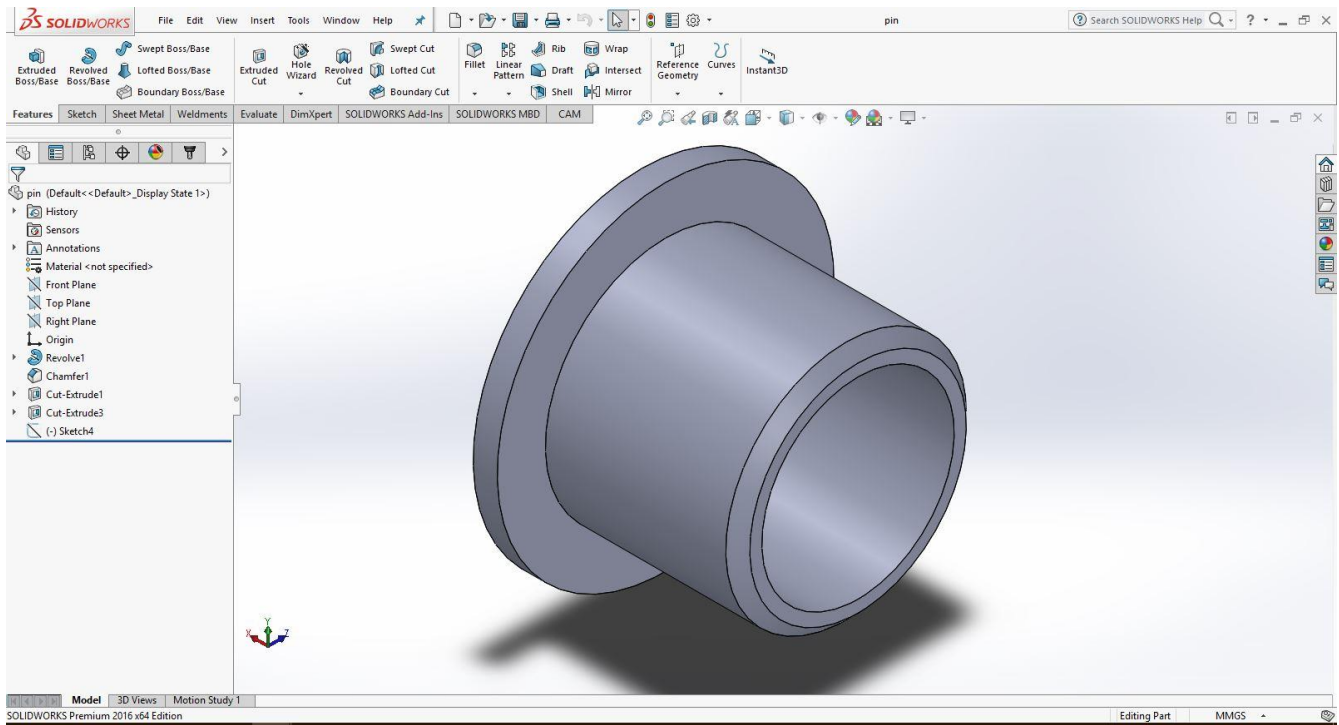 SOLIDWORKS File Edit View Insert Tools Window Help pin Search SOLIDWORKS Help ?
Extruded Boss/Base
Revolved Boss/Base
Swept Boss/Base
Lofted Boss/Base
Boundary Boss/Base
Extruded Cut
Hole Wizard
Revolved Cut
Swept Cut
Lofted Cut
Boundary Cut
Fillet
Linear Pattern
Rib
Draft
Shell
Wrap
Intersect
Mirror
Reference Geometry
Curves
Instant3D
Features Sketch Sheet Metal Weldments Evaluate DimXpert SOLIDWORKS Add-Ins SOLIDWORKS MBD CAM
pin (Default<<Default>_Display State 1>)
History
Sensors
A Annotations
Material <not specified>
Front Plane
Top Plane
Right Plane
Origin
Revolve1
Chamfer1
Cut-Extrude1
Cut-Extrude3
(-) Sketch4
Y
X Z
Model 3D Views Motion Study 1
SOLIDWORKS Premium 2016 x64 Edition Editing Part MMGS